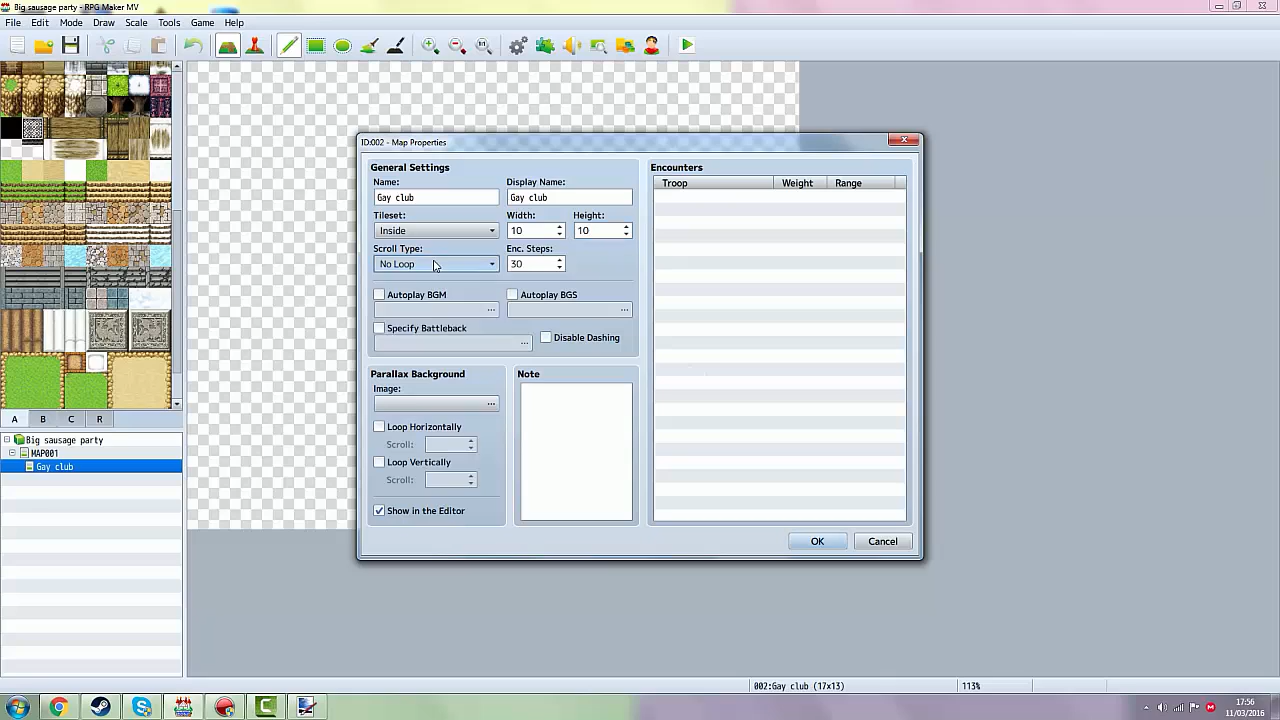 Big sausage party - RPG Maker MV
File Edit Mode Draw Scale Tools Game Help
ID:002 - Map Properties
General Settings
Name: Display Name:
Gay club Gay club
Tileset: Width: Height:
Inside 10 10
Scroll Type: Enc. Steps:
No Loop 30
Autoplay BGM Autoplay BGS
Specify Battleback
Disable Dashing
Parallax Background
Image:
Loop Horizontally
Scroll:
Loop Vertically
Scroll:
Show in the Editor
Note
Encounters
Troop Weight Range
OK Cancel
A B C R
Big sausage party
MAP001
Gay club
002:Gay club (17x13) 113%
17:56
11/03/2016